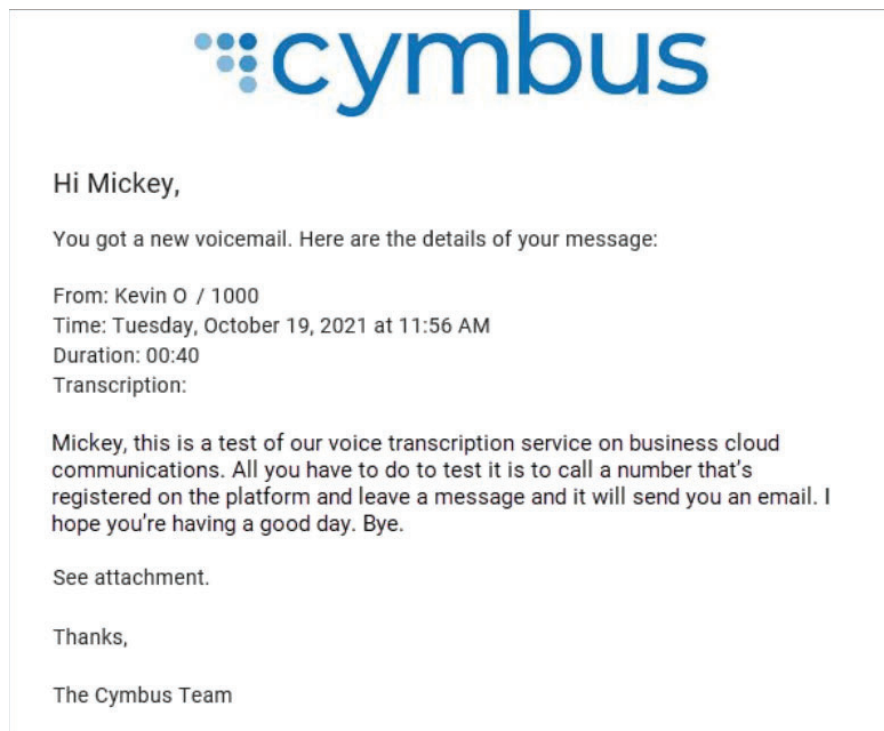 cymbus
Hi Mickey,
You got a new voicemail. Here are the details of your message:
From: Kevin O / 1000
Time: Tuesday, October 19, 2021 at 11:56 AM
Duration: 00:40
Transcription:
Mickey, this is a test of our voice transcription service on business cloud
communications. All you have to do to test it is to call a number that's
registered on the platform and leave a message and it will send you an email. I
hope you're having a good day. Bye.
See attachment.
Thanks,
The Cymbus Team